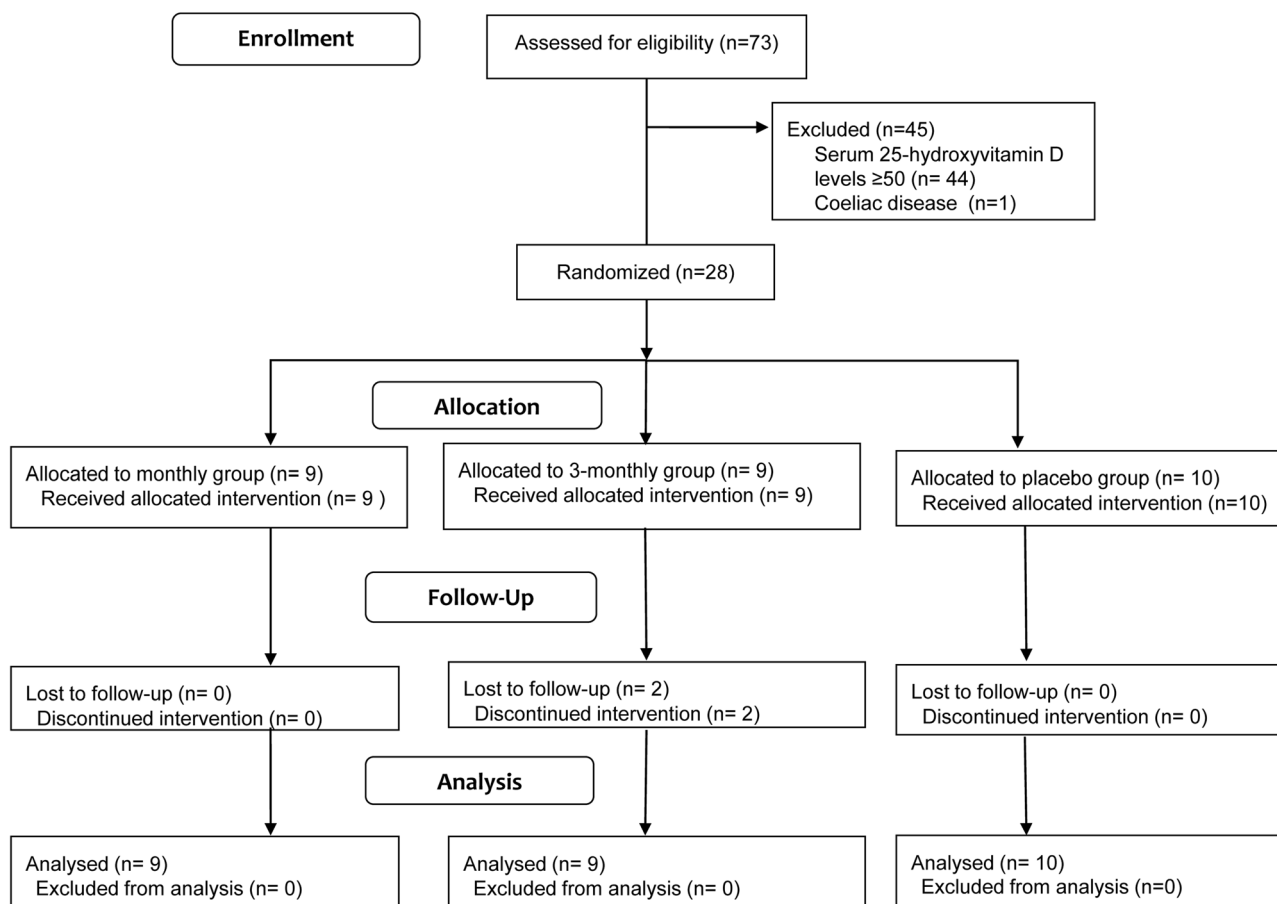 Enrollment
Assessed for eligibility (n=73)
Excluded (n=45)
Serum 25-hydroxyvitamin D
levels ≥50 (n= 44)
Coeliac disease  (n=1)
Randomized (n=28)
Allocation
Allocated to monthly group (n= 9)
Received allocated intervention (n= 9 )
Allocated to 3-monthly group (n= 9)
Received allocated intervention (n= 9)
Allocated to placebo group (n= 10)
Received allocated intervention (n=10)
Follow-Up
Lost to follow-up (n= 0)
Discontinued intervention (n= 0)
Lost to follow-up (n= 2)
Discontinued intervention (n= 2)
Lost to follow-up (n= 0)
Discontinued intervention (n= 0)
Analysis
Analysed (n= 9)
Excluded from analysis (n= 0)
Analysed (n= 9)
Excluded from analysis (n= 0)
Analysed (n= 10)
Excluded from analysis (n=0)